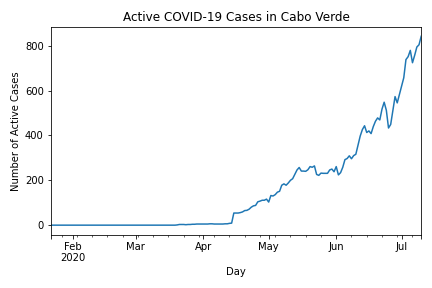 Active COVID-19 Cases in Cabo Verde
Number of Active Cases
800
600
400
200
0
Feb Mar Apr May Jun Jul
2020
Day